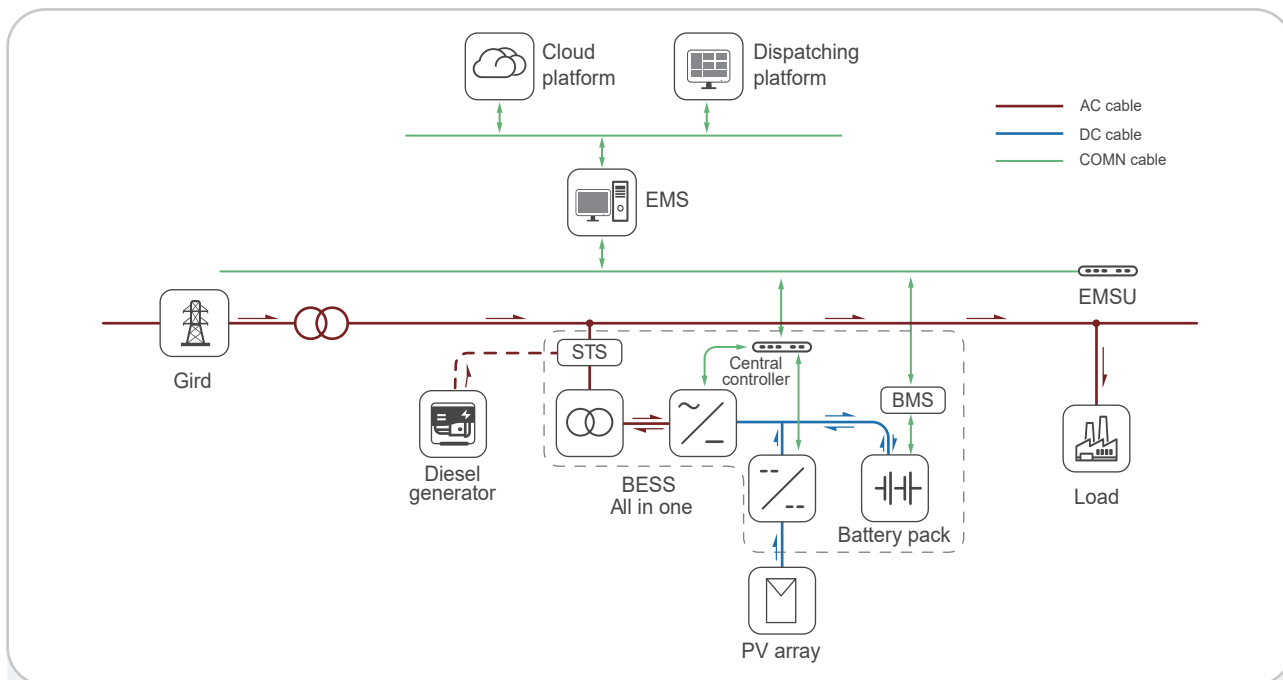 Cloud
platform
Dispatching
platform
AC cable
DC cable
COMN cable
EMS
EMSU
Gird
STS
Central
controller
BMS
Diesel
generator
BESS
All in one
Battery pack
Load
PV array